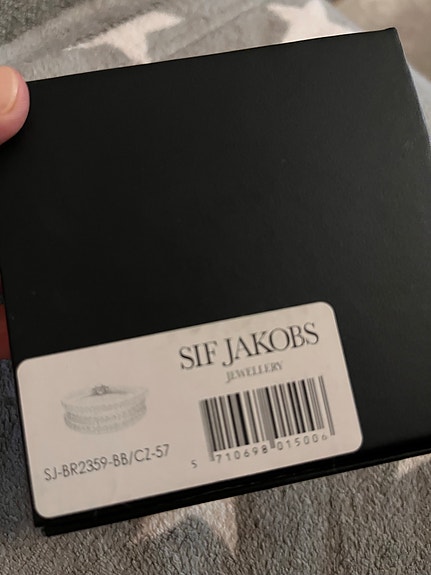 SIF JAKOBS
JEWELLERY
SJ-BR2359-BB/CZ-57
5 710698 015006